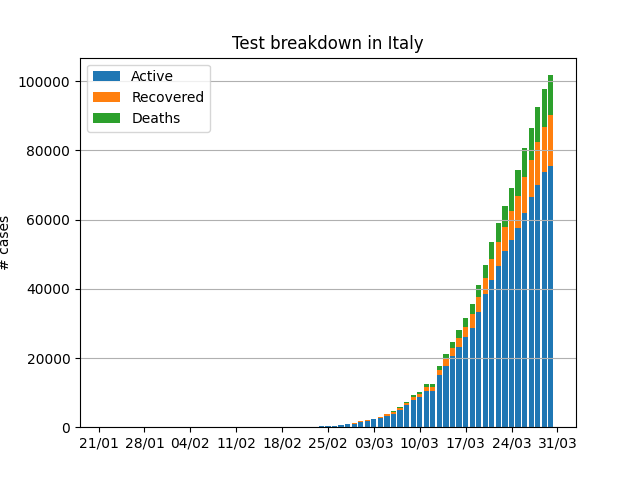 Test breakdown in Italy
Active
Recovered
Deaths
100000
80000
60000
40000
20000
0
# cases
21/01 28/01 04/02 11/02 18/02 25/02 03/03 10/03 17/03 24/03 31/03